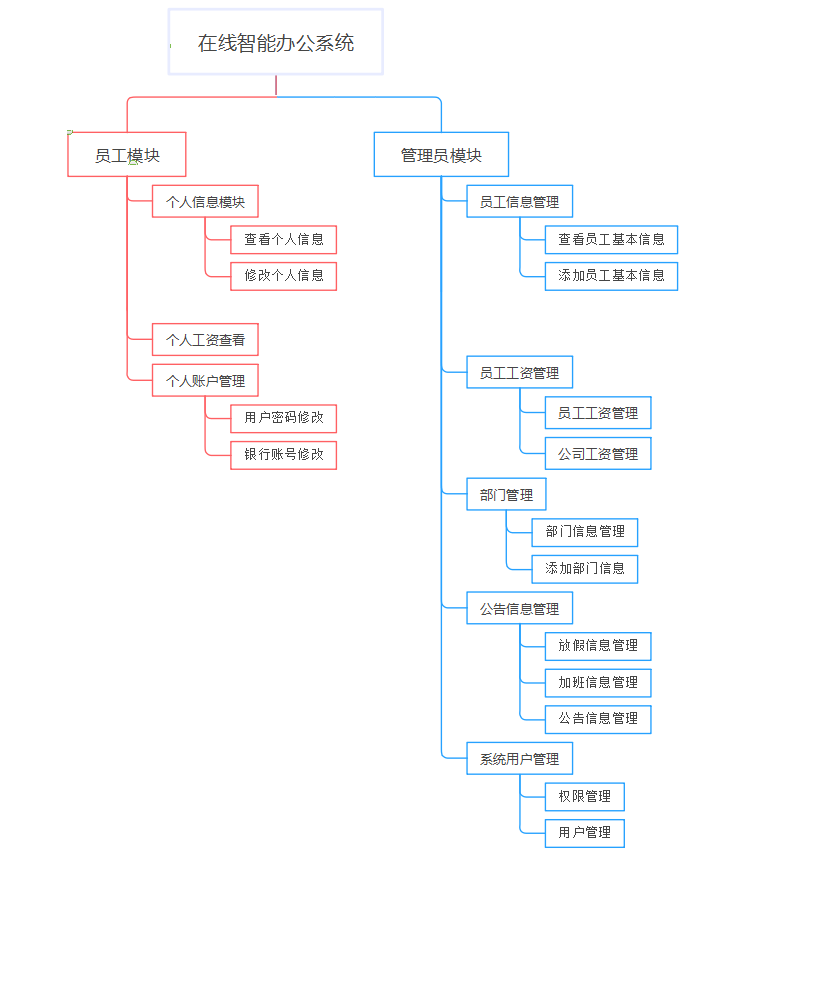 在线智能办公系统
员工模块
个人信息模块
查看个人信息
修改个人信息
个人工资查看
个人账户管理
用户密码修改
银行账号修改
管理员模块
员工信息管理
查看员工基本信息
添加员工基本信息
员工工资管理
员工工资管理
公司工资管理
部门管理
部门信息管理
添加部门信息
公告信息管理
放假信息管理
加班信息管理
公告信息管理
系统用户管理
权限管理
用户管理